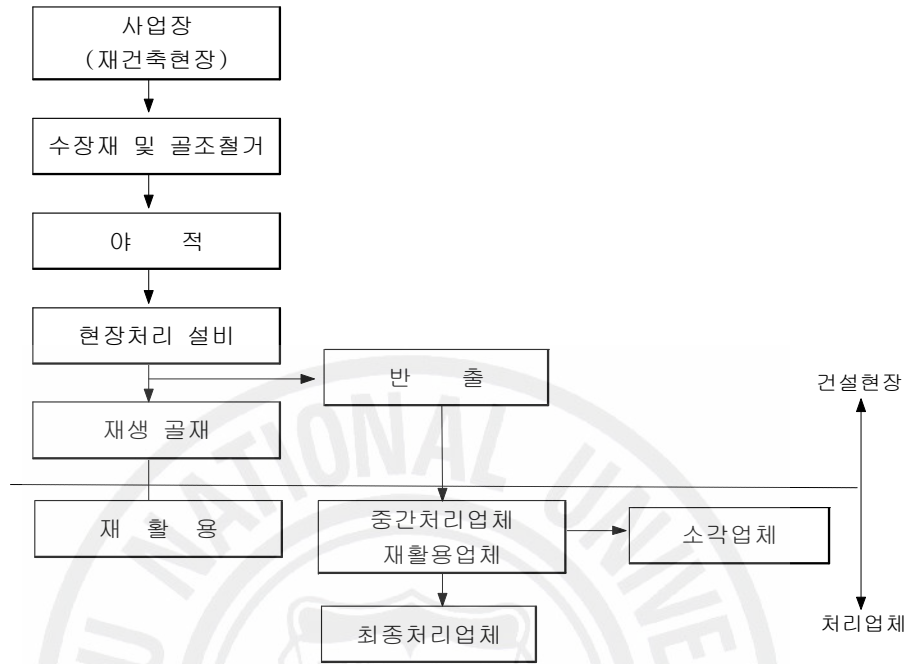 사업장
(재건축현장)
수장재 및 골조철거
야 적
현장처리 설비
반 출
건설현장
재생 골재
재 활 용
중간처리업체
재활용업체
소각업체
처리업체
최종처리업체
NATIONAL UNIVE